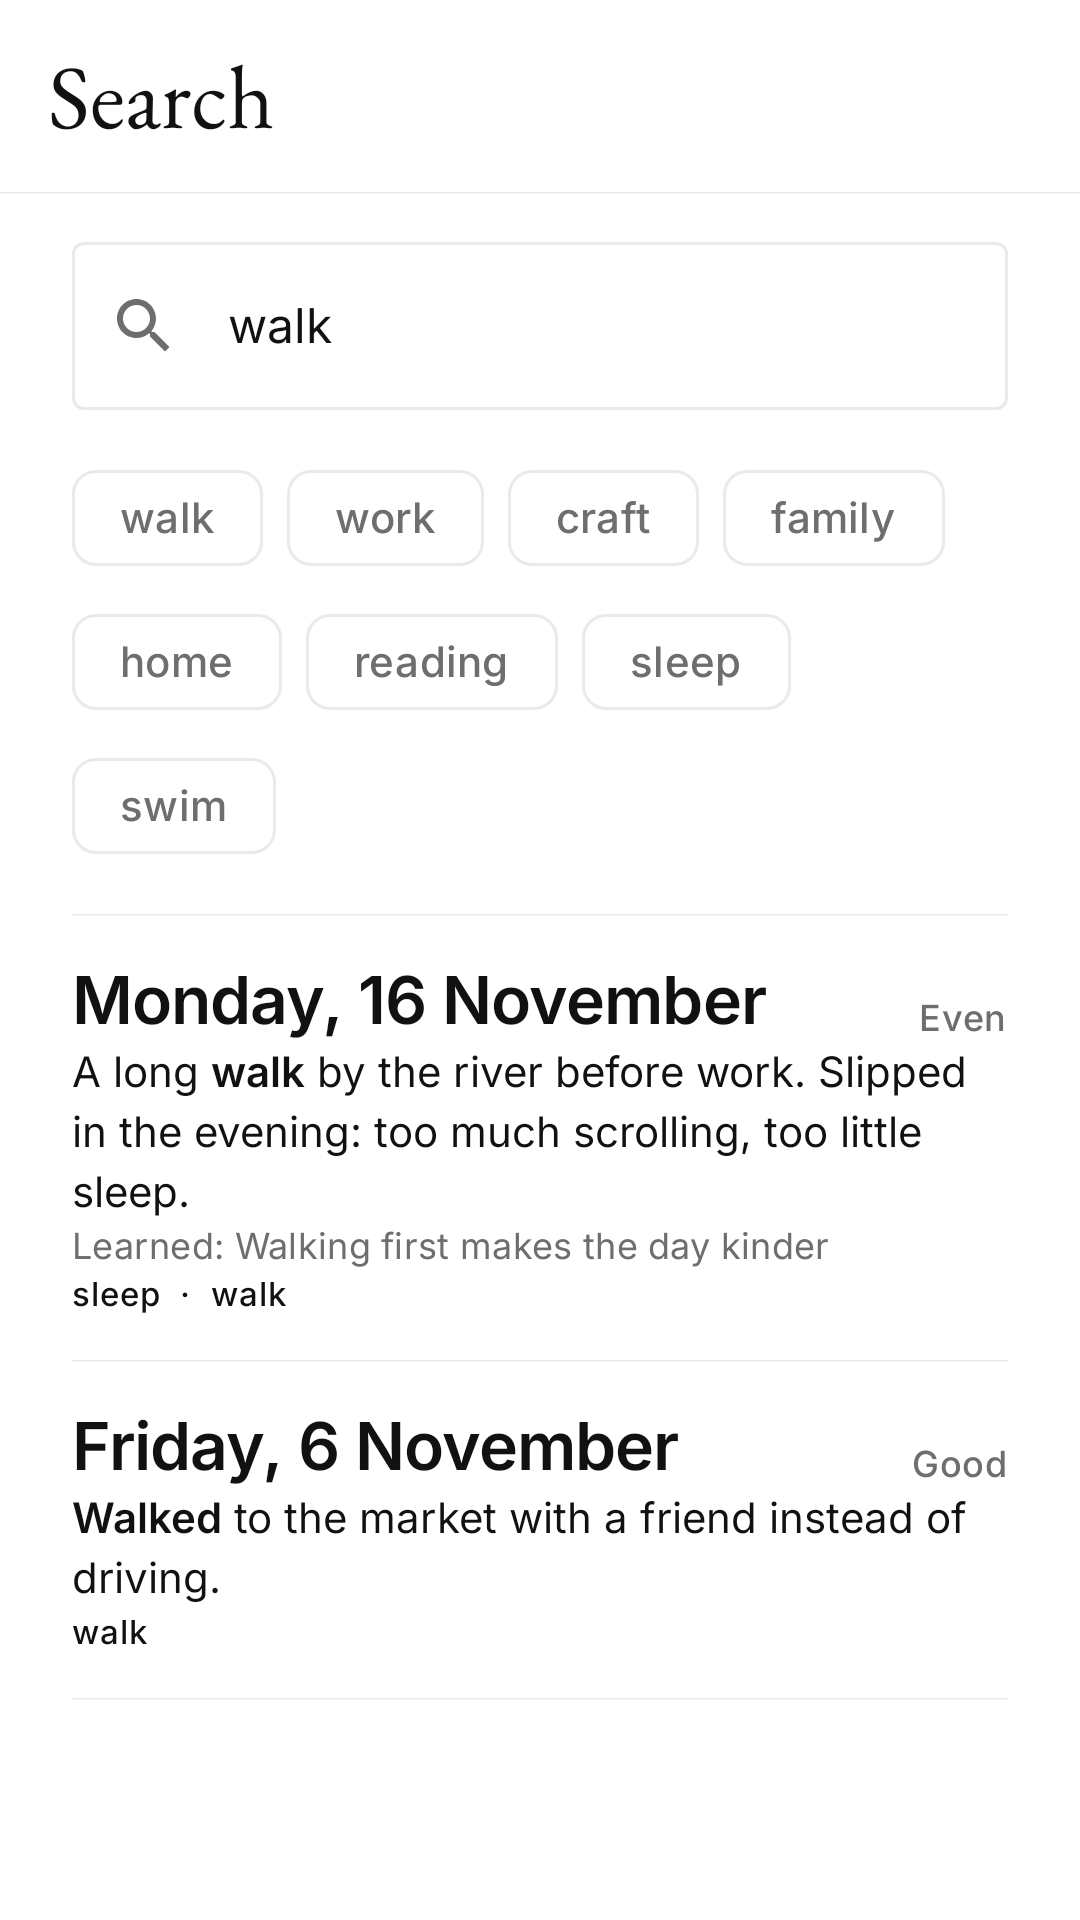 Search
walk
walk work craft family
home reading sleep
swim
Monday, 16 November Even
A long walk by the river before work. Slipped
in the evening: too much scrolling, too little
sleep.
Learned: Walking first makes the day kinder
sleep · walk
Friday, 6 November Good
Walked to the market with a friend instead of
driving.
walk